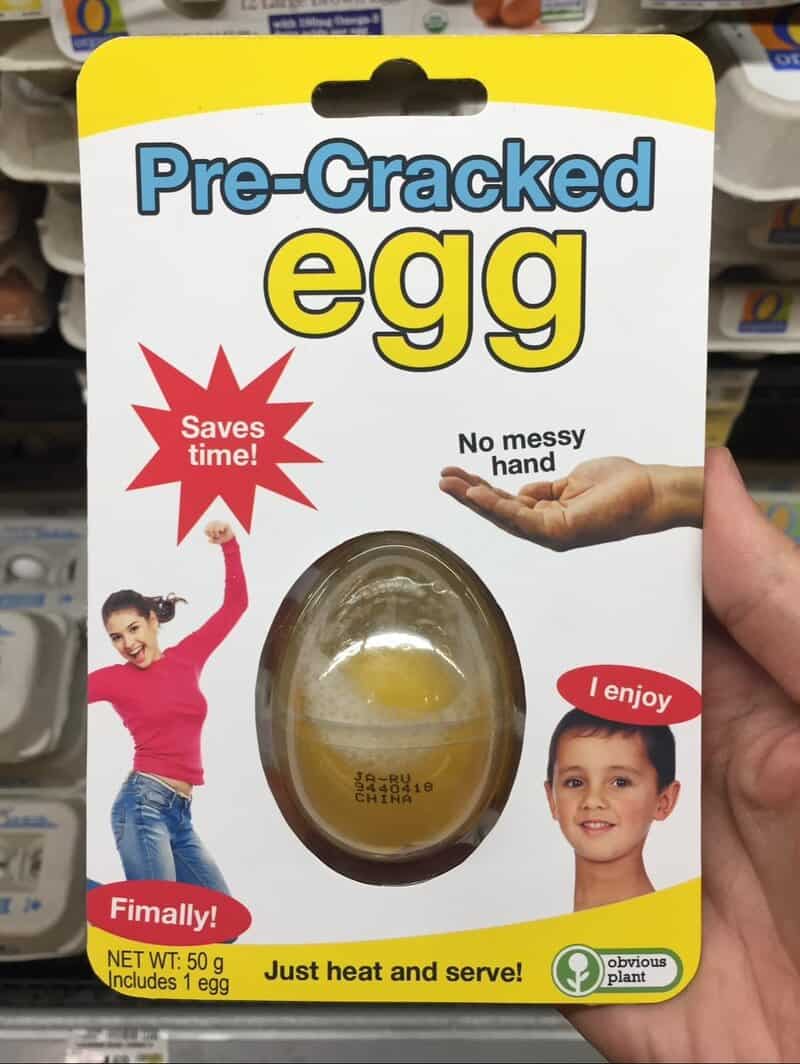 Pre-Cracked
egg
Saves
time!
No messy
hand
I enjoy
JA-RU
3440418
CHINA
Fimally!
NET WT: 50 g
Includes 1 egg
Just heat and serve!
obvious
plant